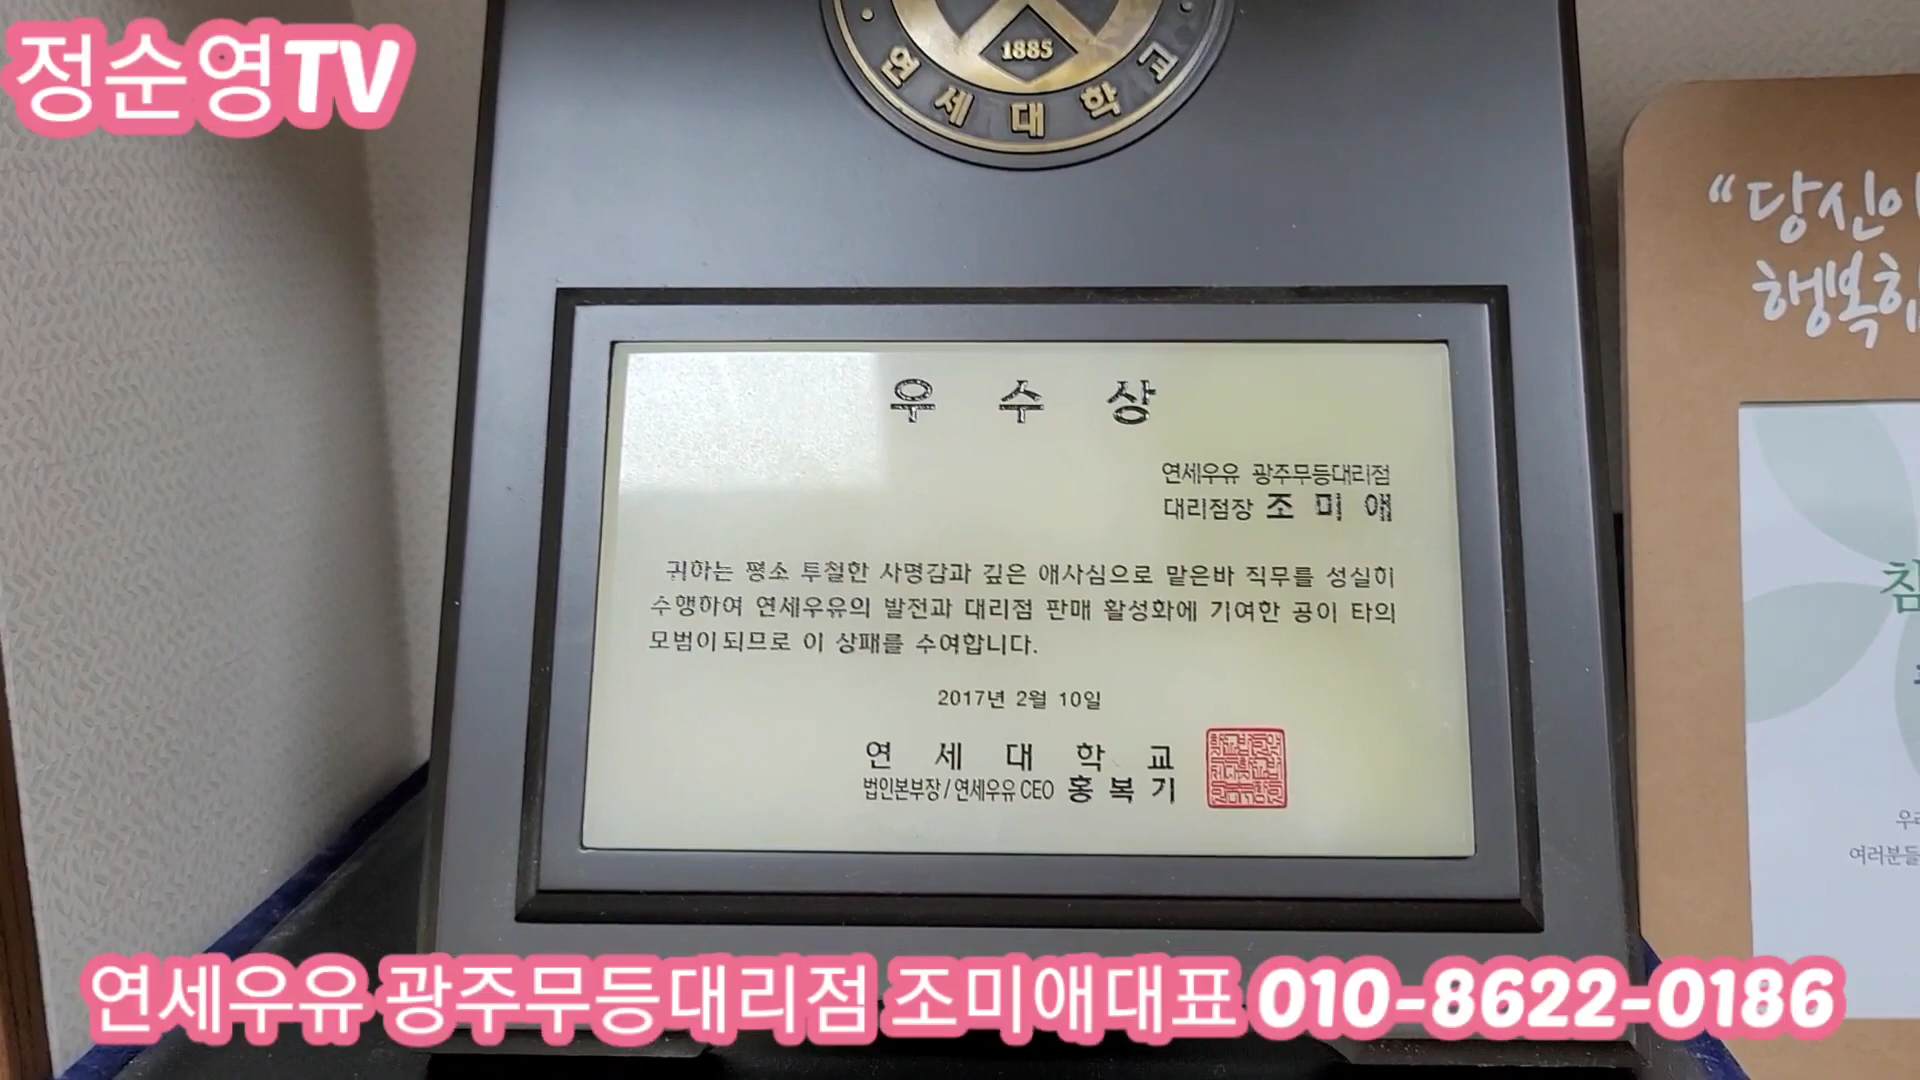 정순영TV
1885
연세대학교
"당신이
행복합
우 수 상
연세우유 광주무등대리점
대리점장 조 미 애
귀하는 평소 투철한 사명감과 깊은 애사심으로 맡은바 직무를 성실히
수행하여 연세우유의 발전과 대리점 판매 활성화에 기여한 공이 타의
모범이 되므로 이 상패를 수여합니다.
2017년 2월 10일
연 세 대 학 교
법인본부장 / 연세우유 CEO 홍 복 기
여러분들
연세우유 광주무등대리점 조미애대표 010-8622-0186